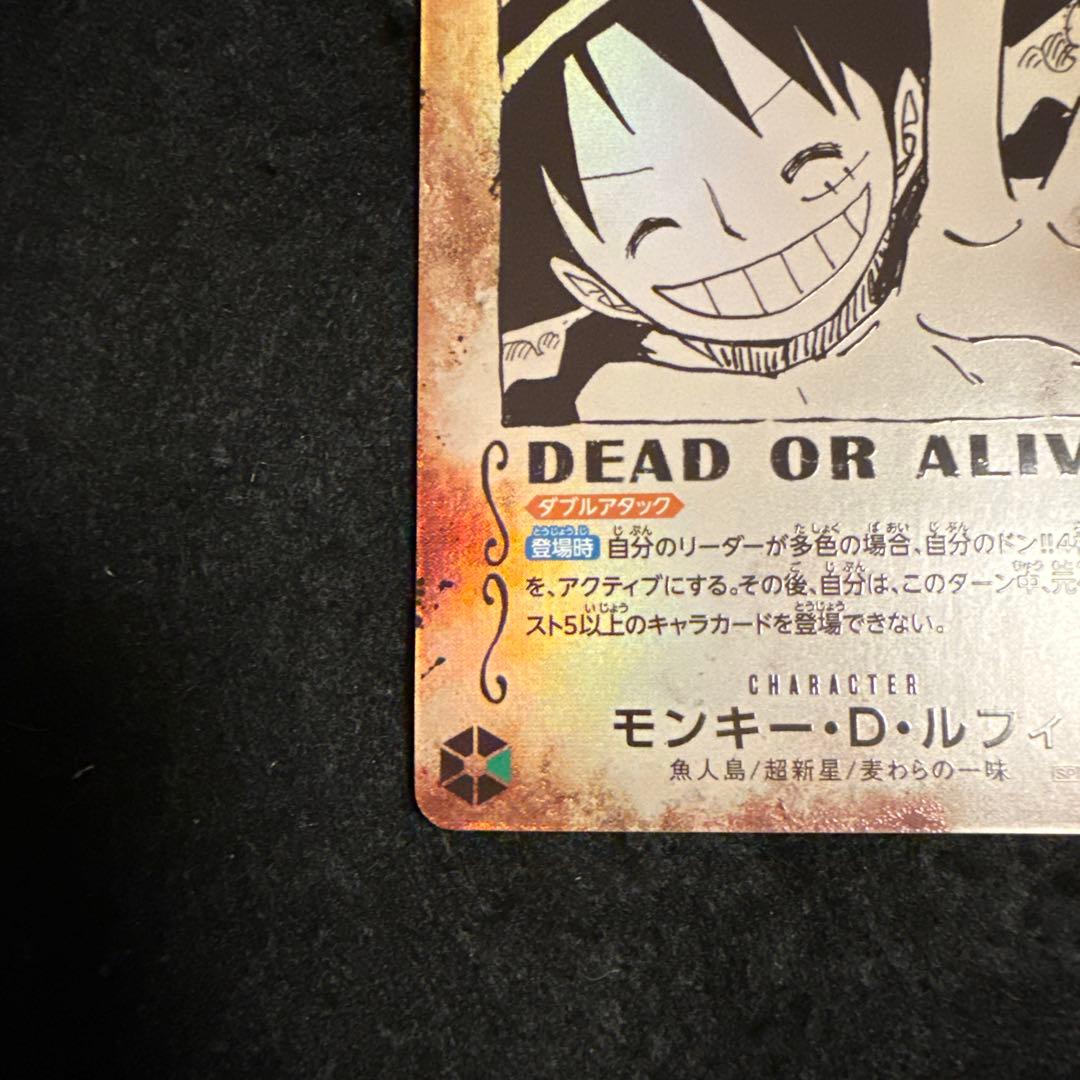 DEAD OR ALIV
ダブルアタック
登場時 自分のリーダーが多色の場合、自分のドン!!4
を、アクティブにする。その後、自分は、このターン中、元
スト5以上のキャラカードを登場できない。
CHARACTER
モンキー・D・ルフィ
魚人島/超新星/麦わらの一味
SP